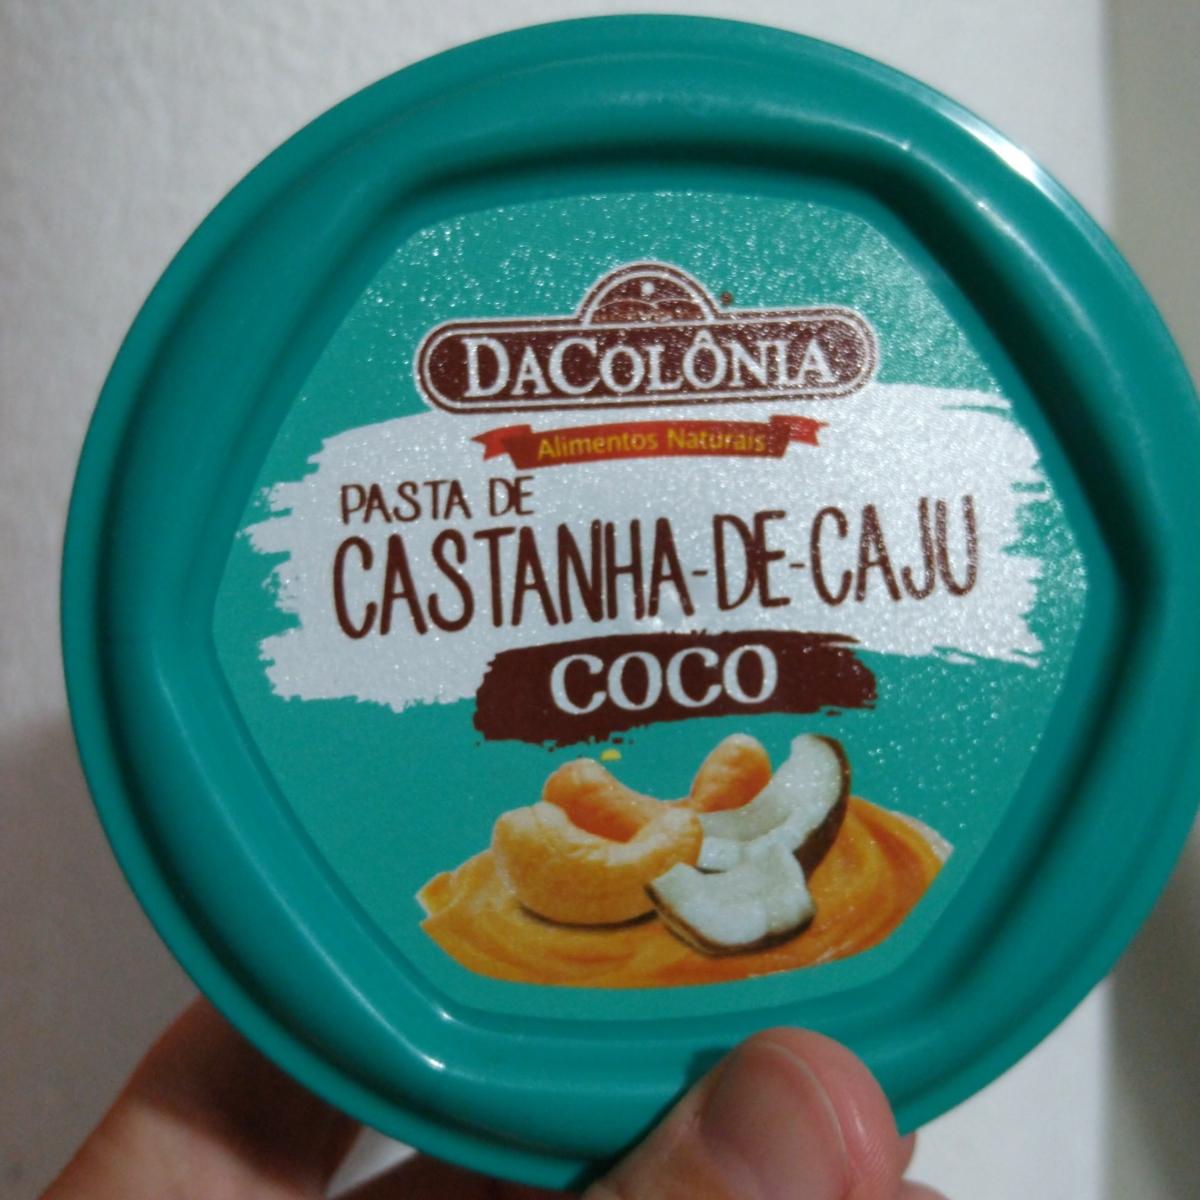 DACOLÔNIA
Alimentos Naturais
PASTA DE
CASTANHA-DE-CAJU
COCO